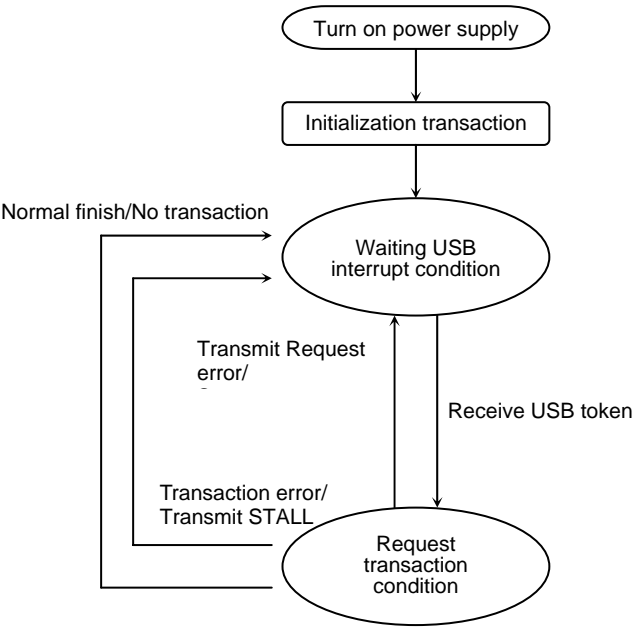 Turn on power supply
Initialization transaction
Normal finish/No transaction
Waiting USB
interrupt condition
Transmit Request
error/
Receive USB token
Transaction error/
Transmit STALL
Request
transaction
condition